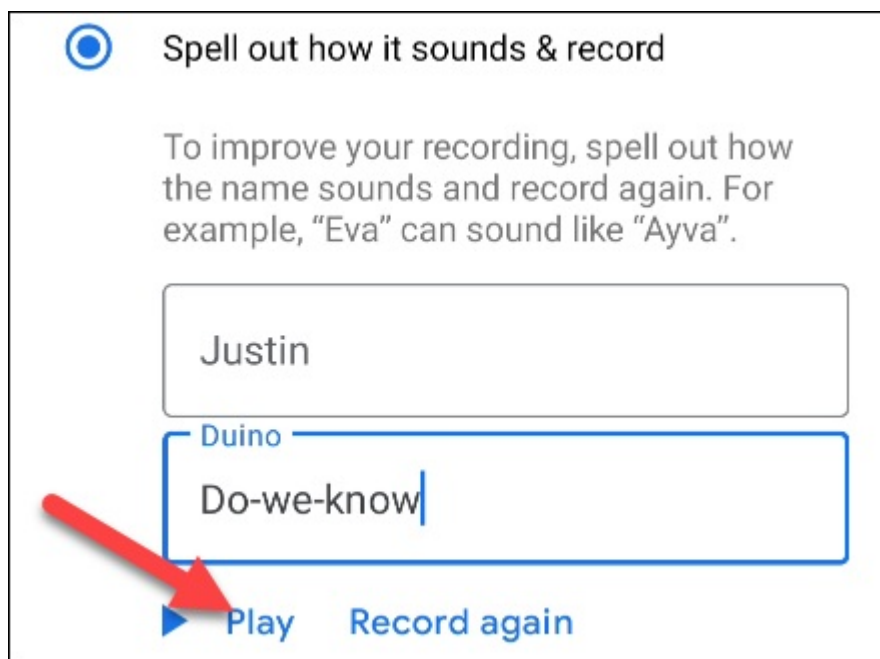 Spell out how it sounds & record
To improve your recording, spell out how
the name sounds and record again. For
example, “Eva” can sound like “Ayva”.
Justin
Duino
Do-we-know
Play Record again